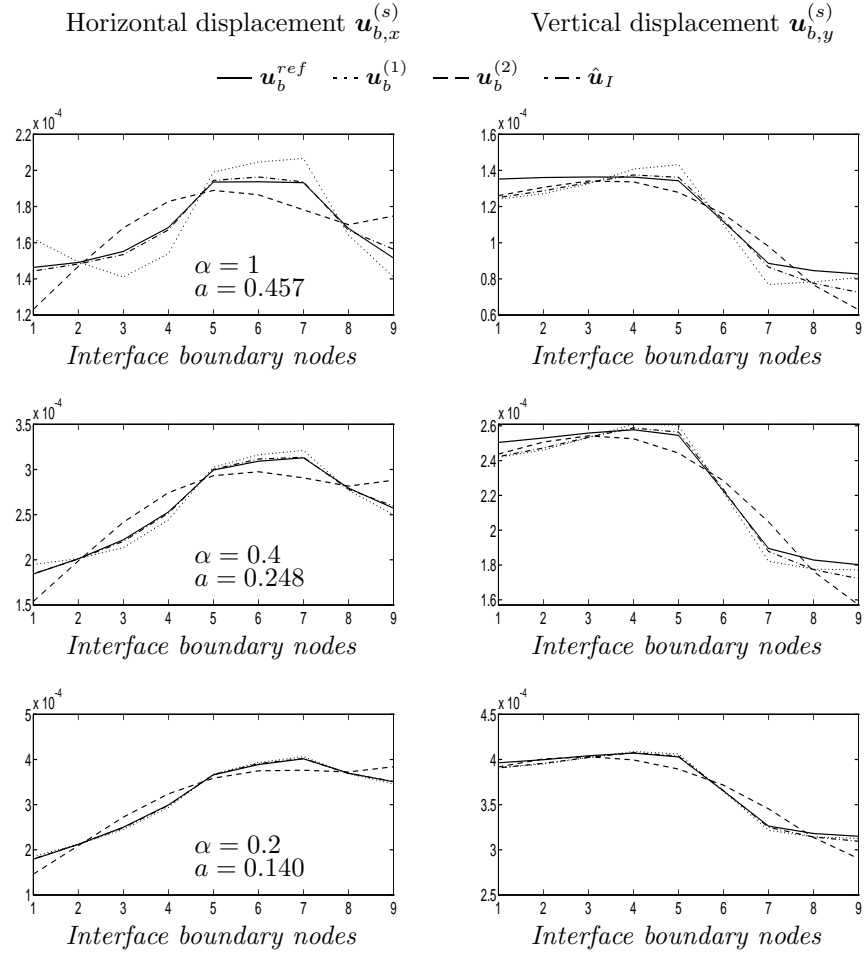 Horizontal displacement u_{b,x}^{(s)} Vertical displacement u_{b,y}^{(s)}
u_b^{ref} u_b^{(1)} u_b^{(2)} û_I
x 10^{-4} x 10^{-4}
2.2 1.6
2 1.4
1.8 1.2
1.6 1
1.4 0.8
1.2 0.6
α = 1
a = 0.457
1 2 3 4 5 6 7 8 9 1 2 3 4 5 6 7 8 9
Interface boundary nodes Interface boundary nodes
x 10^{-4} x 10^{-4}
3.5 2.6
3 2.4
2.5 2.2
2 2
1.5 1.8
1.6
α = 0.4
a = 0.248
1 2 3 4 5 6 7 8 9 1 2 3 4 5 6 7 8 9
Interface boundary nodes Interface boundary nodes
x 10^{-4} x 10^{-4}
5 4.5
4 4
3 3.5
2 3
1 2.5
α = 0.2
a = 0.140
1 2 3 4 5 6 7 8 9 1 2 3 4 5 6 7 8 9
Interface boundary nodes Interface boundary nodes